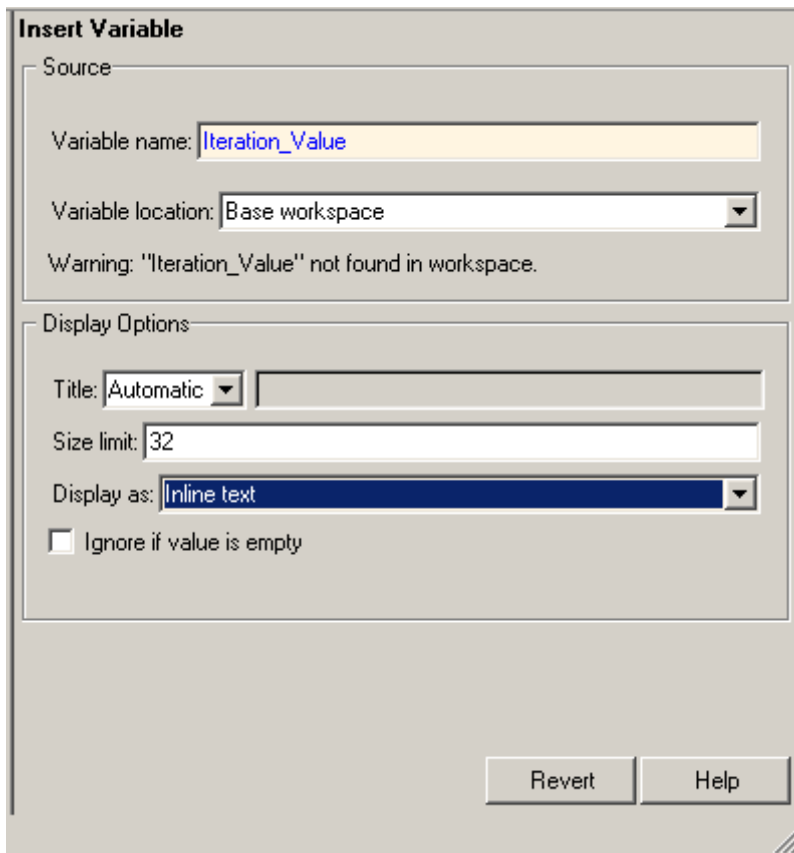 Insert Variable
Source
Variable name: Iteration_Value
Variable location: Base workspace
Warning: "Iteration_Value" not found in workspace.
Display Options
Title: Automatic
Size limit: 32
Display as: Inline text
Ignore if value is empty
Revert Help